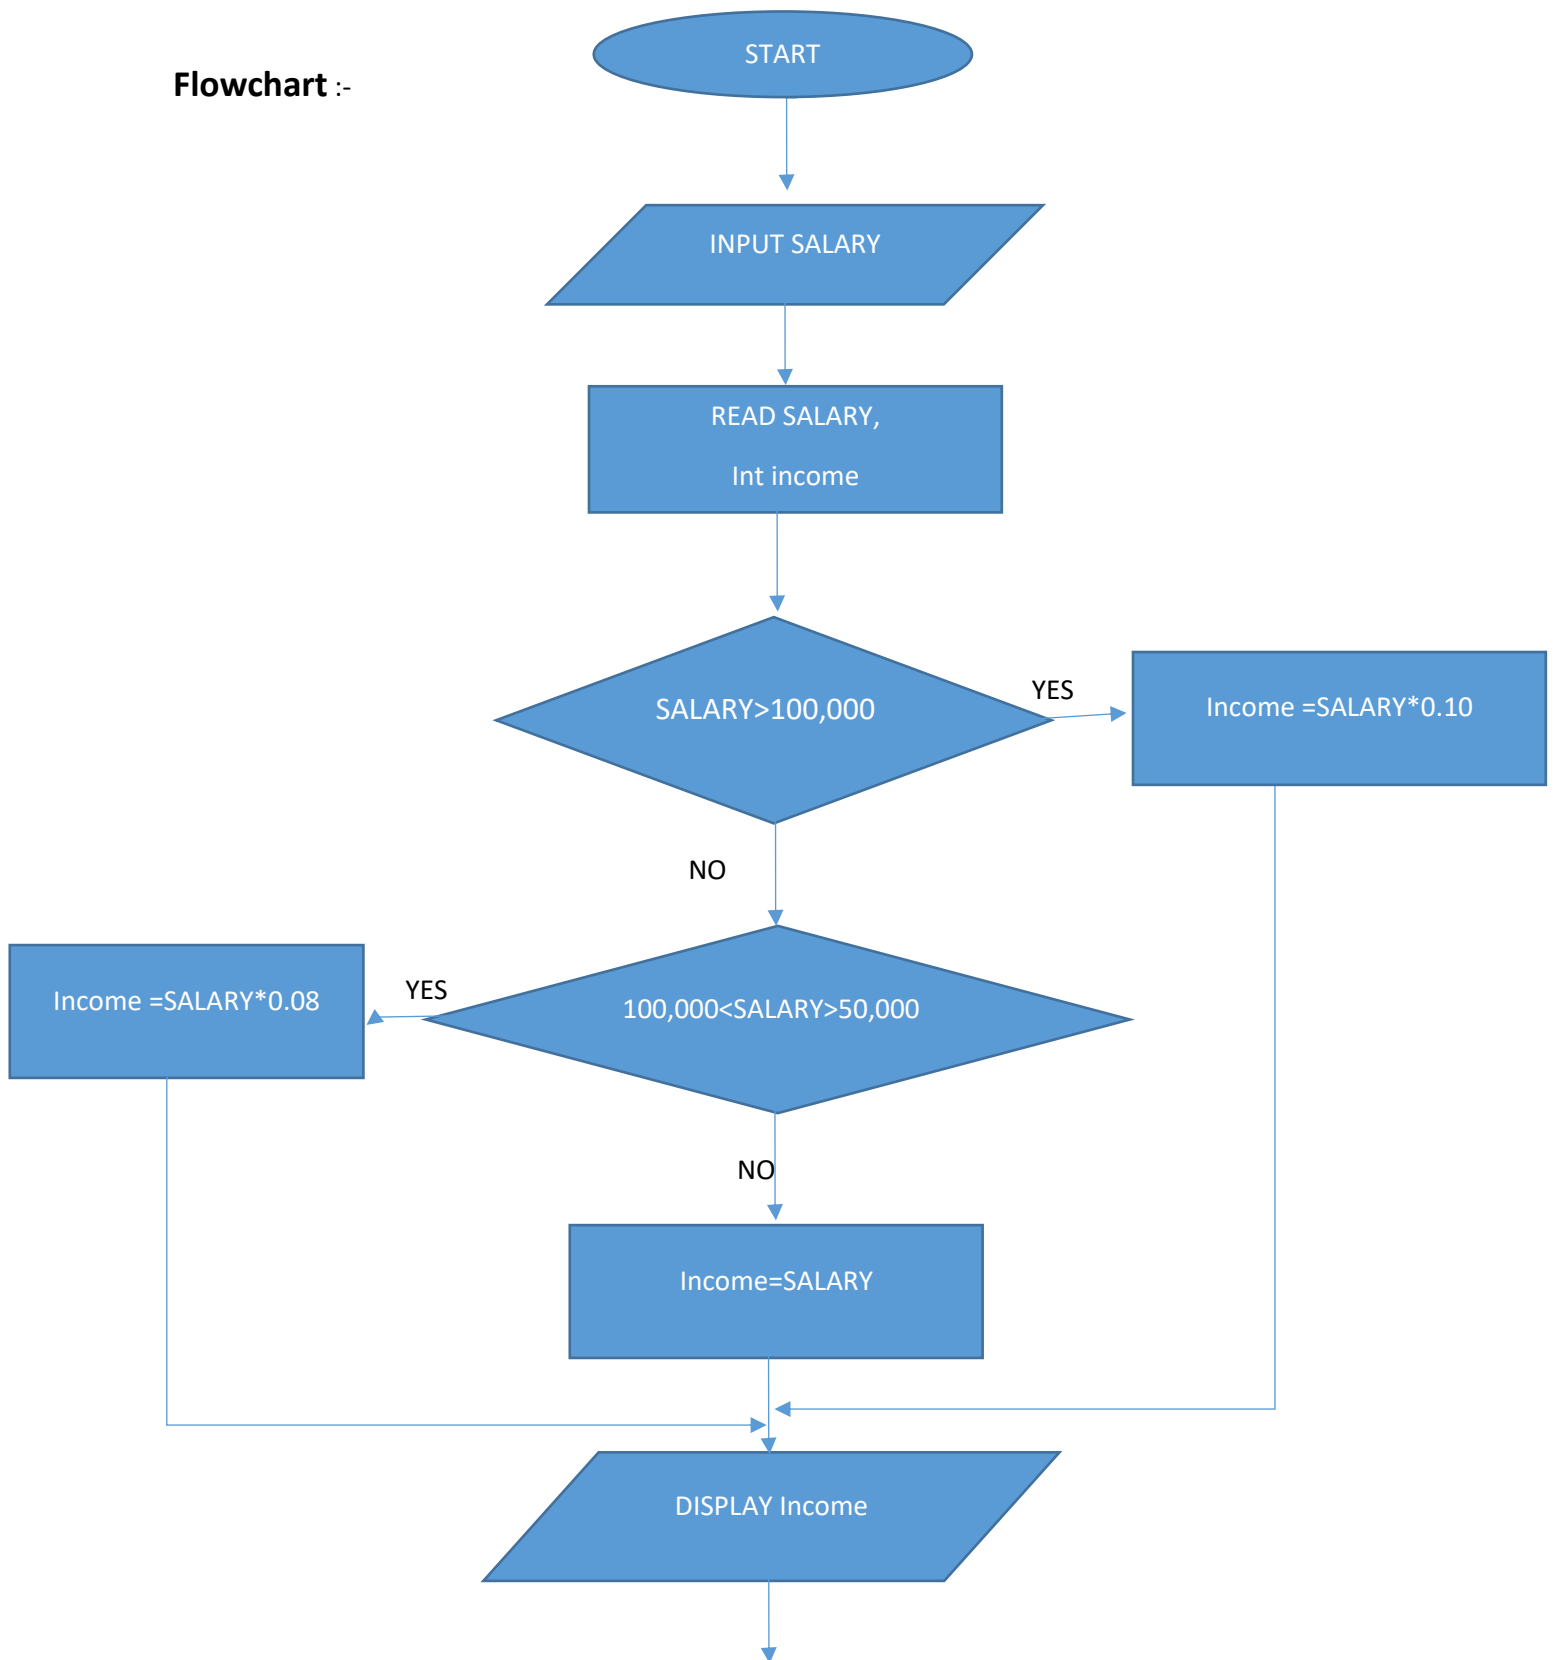 START
Flowchart :-
INPUT SALARY
READ SALARY,
Int income
SALARY>100,000
YES
Income =SALARY*0.10
NO
100,000<SALARY>50,000
YES
Income =SALARY*0.08
NO
Income=SALARY
DISPLAY Income